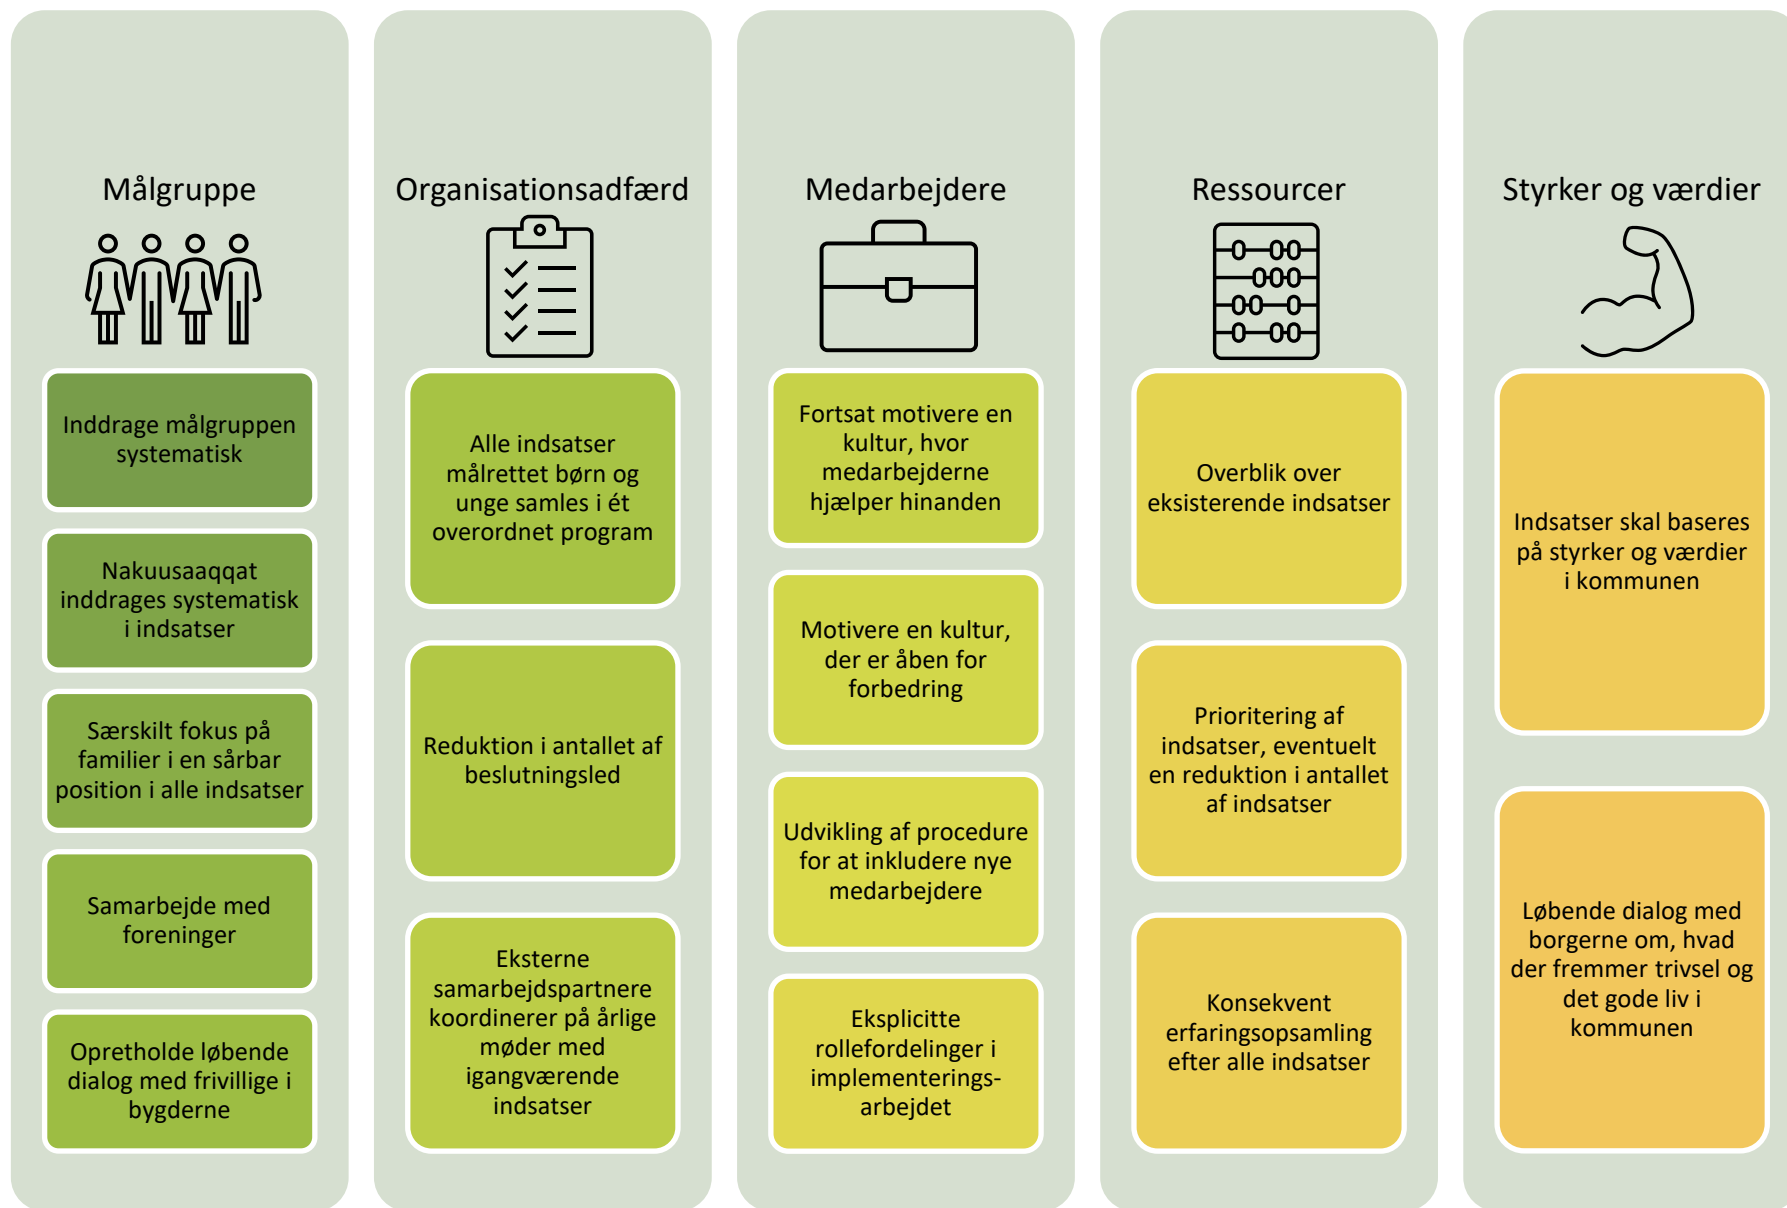 Målgruppe
Inddrage målgruppen
systematisk
Nakuusaaqqat
inddrages systematisk
i indsatser
Særskilt fokus på
familier i en sårbar
position i alle indsatser
Samarbejde med
foreninger
Opretholde løbende
dialog med frivillige i
bygderne
Organisationsadfærd
Alle indsatser
målrettet børn og
unge samles i ét
overordnet program
Reduktion i antallet af
beslutningsled
Eksterne
samarbejdspartnere
koordinerer på årlige
møder med
igangværende
indsatser
Medarbejdere
Fortsat motivere en
kultur, hvor
medarbejderne
hjælper hinanden
Motivere en kultur,
der er åben for
forbedring
Udvikling af procedure
for at inkludere nye
medarbejdere
Eksplicitte
rollefordelinger i
implementerings-
arbejdet
Ressourcer
Overblik over
eksisterende indsatser
Prioritering af
indsatser, eventuelt
en reduktion i antallet
af indsatser
Konsekvent
erfaringsopsamling
efter alle indsatser
Styrker og værdier
Indsatser skal baseres
på styrker og værdier
i kommunen
Løbende dialog med
borgerne om, hvad
der fremmer trivsel og
det gode liv i
kommunen